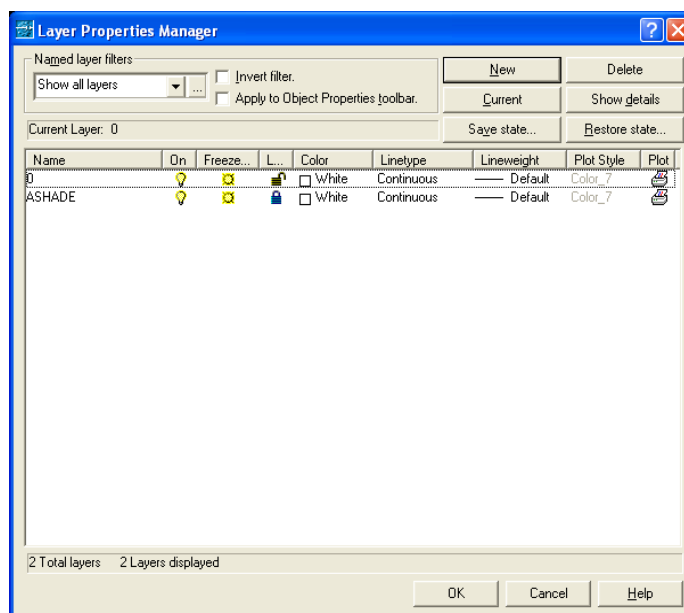 Layer Properties Manager
Named layer filters
Show all layers
...
Invert filter.
Apply to Object Properties toolbar.
New
Delete
Current
Show details
Current Layer: 0
Save state...
Restore state...
Name On Freeze... L... Color Linetype Lineweight Plot Style Plot
0 White Continuous Default Color_7
ASHADE White Continuous Default Color_7
2 Total layers 2 Layers displayed
OK Cancel Help